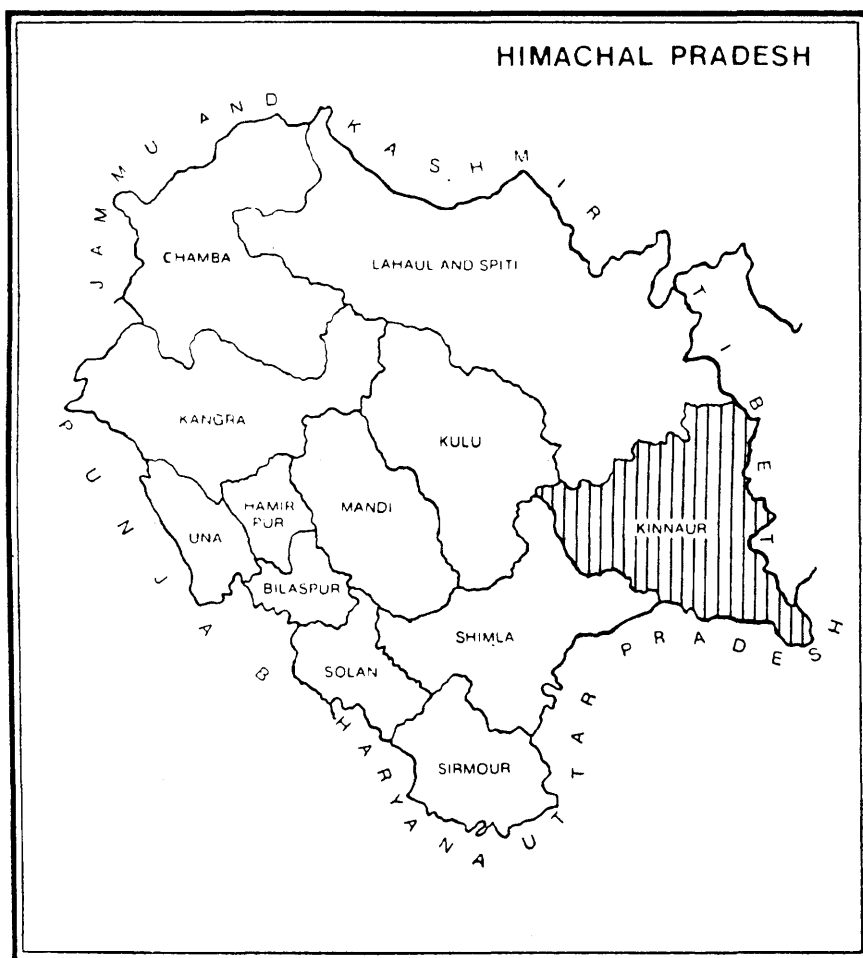 HIMACHAL PRADESH
JAMMU AND KASHMIR
CHAMBA
LAHAUL AND SPITI
TIBET
KANGRA
KULU
PUNJAB
HAMIR
PUR
MANDI
UNA
KINNAUR
BILASPUR
SHIMLA
SOLAN
UTTAR PRADESH
HARYANA
SIRMOUR